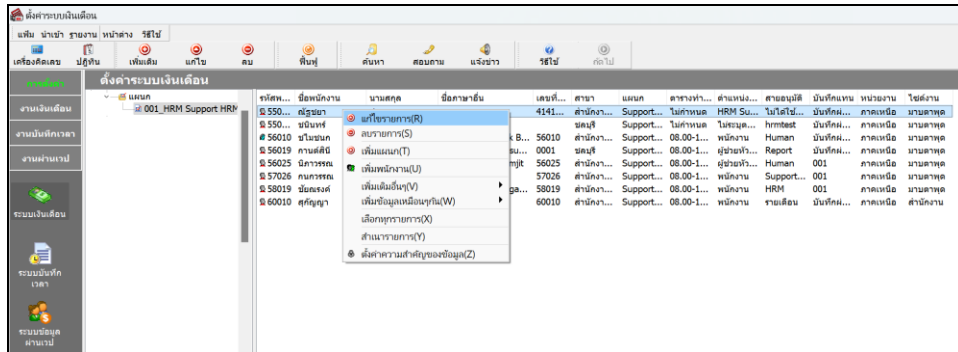 ตั้งค่าระบบเงินเดือน
แฟ้ม นำเข้า รายงาน หน้าต่าง วิธีใช้
เครื่องคิดเลข ปฏิทิน เพิ่มเติม แก้ไข ลบ ฟื้นฟู ค้นหา สอบถาม แจ้งข่าว วิธีใช้ ถัดไป
การตั้งค่า ตั้งค่าระบบเงินเดือน
งานเงินเดือน
งานบันทึกเวลา
งานผ่านเวป
ระบบเงินเดือน
ระบบบันทึก
เวลา
ระบบข้อมูล
ผ่านเวป
แผนก
001_HRM Support HRM
รหัสพ... ชื่อพนักงาน นามสกุล ชื่อภาษาอื่น เลขที่... สาขา แผนก ตารางทำ... ตำแหน่ง... สายอนุมัติ บันทึกแทน หน่วยงาน ไซต์งาน
550... ณัฐชยา 4141... สำนักงา... Support... ไม่กำหนด HRM Su... ไม่ได้ใช้... บันทึกผ่... ภาคเหนือ มาบตาพุด
550... ชนินทร์ ชลบุรี Support... ไม่กำหนด ไม่ระบุต... hrmtest บันทึกผ่... ภาคเหนือ มาบตาพุด
56010 k B... 56010 สำนักงา... Support... 08.00-1... พนักงาน Human บันทึกผ่... ภาคเหนือ มาบตาพุด
56019 กานต์สินี su... 0001 ชลบุรี Support... 08.00-1... ผู้ช่วยหัว... Report บันทึกผ่... ภาคเหนือ มาบตาพุด
56025 นิภาวรรณ mjit 56025 สำนักงา... Support... 08.00-1... ผู้ช่วยหัว... Human 001 ภาคเหนือ มาบตาพุด
57026 กนกวรรณ 57026 สำนักงา... Support... 08.00-1... พนักงาน Support... 001 ภาคเหนือ มาบตาพุด
58019 ชัยณรงค์ ga... 58019 สำนักงา... Support... 08.00-1... พนักงาน HRM 001 ภาคเหนือ มาบตาพุด
60010 สุกัญญา 60010 สำนักงา... Support... 08.00-1... พนักงาน รายเดือน บันทึกผ่... ภาคเหนือ สำนักงาน
แก้ไขรายการ(R)
ลบรายการ(S)
เพิ่มแผนก(T)
เพิ่มพนักงาน(U)
เพิ่มเติมอื่นๆ(V)
เพิ่มข้อมูลเหมือนๆกัน(W)
เลือกทุกรายการ(X)
สำเนารายการ(Y)
ตั้งค่าความสำคัญของข้อมูล(Z)